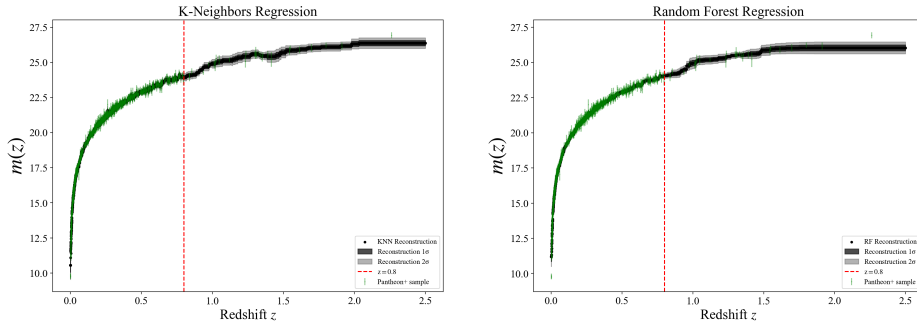 K-Neighbors Regression
27.5
25.0
22.5
20.0
17.5
15.0
12.5
10.0
m(z)
KNN Reconstruction
Reconstruction 1σ
Reconstruction 2σ
z = 0.8
Pantheon+ sample
0.0 0.5 1.0 1.5 2.0 2.5
Redshift z
Random Forest Regression
27.5
25.0
22.5
20.0
17.5
15.0
12.5
10.0
m(z)
RF Reconstruction
Reconstruction 1σ
Reconstruction 2σ
z = 0.8
Pantheon+ sample
0.0 0.5 1.0 1.5 2.0 2.5
Redshift z